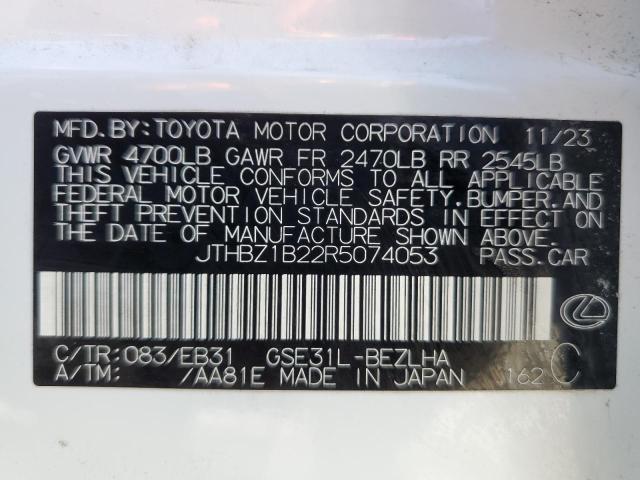 MFD.BY:TOYOTA MOTOR CORPORATION 11/23
GVWR 4700LB GAWR FR 2470LB RR 2545LB
THIS VEHICLE CONFORMS TO ALL APPLICABLE
FEDERAL MOTOR VEHICLE SAFETY,BUMPER,AND
THEFT PREVENTION STANDARDS IN EFFECT ON
THE DATE OF MANUFACTURE SHOWN ABOVE.
JTHBZ1B22R5074053 PASS.CAR
C/TR:083/EB31 GSE31L-BEZLHA
A/TM: /AA81E MADE IN JAPAN 162 C